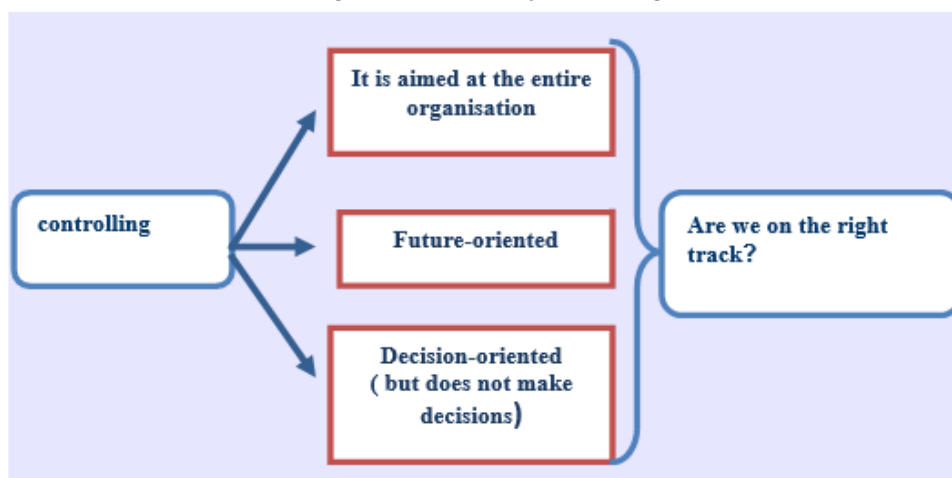 It is aimed at the entire
organisation
controlling
Future-oriented
Are we on the right
track?
Decision-oriented
( but does not make
decisions)